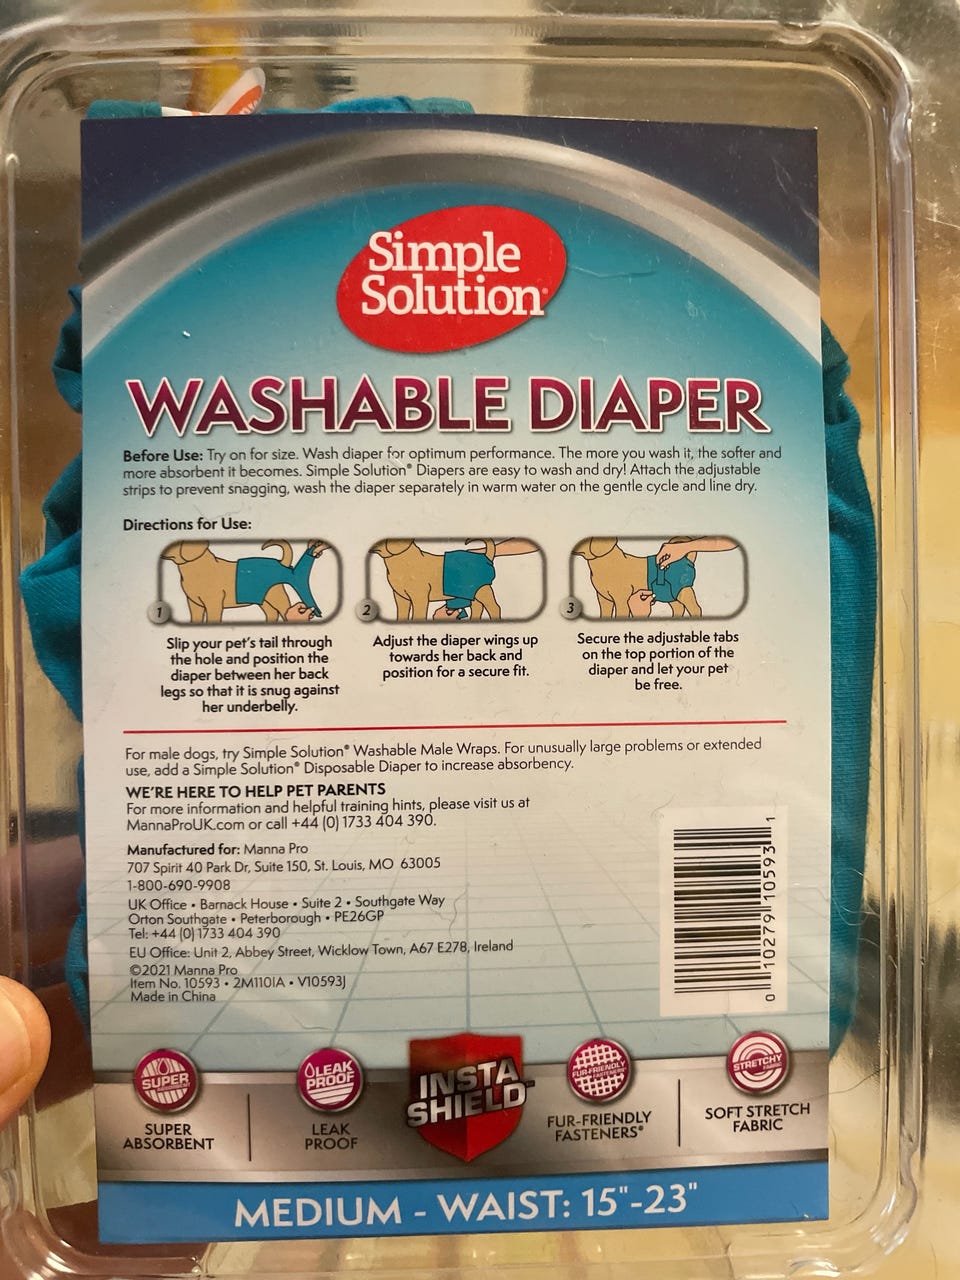 Simple
Solution®
WASHABLE DIAPER
Before Use: Try on for size. Wash diaper for optimum performance. The more you wash it, the softer and
more absorbent it becomes. Simple Solution® Diapers are easy to wash and dry! Attach the adjustable
strips to prevent snagging, wash the diaper separately in warm water on the gentle cycle and line dry.
Directions for Use:
1
2
3
Slip your pet's tail through
the hole and position the
diaper between her back
legs so that it is snug against
her underbelly.
Adjust the diaper wings up
towards her back and
position for a secure fit.
Secure the adjustable tabs
on the top portion of the
diaper and let your pet
be free.
For male dogs, try Simple Solution® Washable Male Wraps. For unusually large problems or extended
use, add a Simple Solution® Disposable Diaper to increase absorbency.
WE'RE HERE TO HELP PET PARENTS
For more information and helpful training hints, please visit us at
MannaProUK.com or call +44 (0) 1733 404 390.
Manufactured for: Manna Pro
707 Spirit 40 Park Dr, Suite 150, St. Louis, MO 63005
1-800-690-9908
UK Office • Barnack House • Suite 2 • Southgate Way
Orton Southgate • Peterborough • PE26GP
Tel: +44 (0) 1733 404 390
EU Office: Unit 2, Abbey Street, Wicklow Town, A67 E278, Ireland
©2021 Manna Pro
Item No. 10593 • 2M110IA • V10593J
Made in China
0 10279 10593 1
SUPER
LEAK
PROOF
INSTA
SHIELD™
FUR-FRIENDLY
FASTENERS
STRETCHY
FABRIC
SUPER
ABSORBENT
LEAK
PROOF
FUR-FRIENDLY
FASTENERS®
SOFT STRETCH
FABRIC
MEDIUM - WAIST: 15"-23"